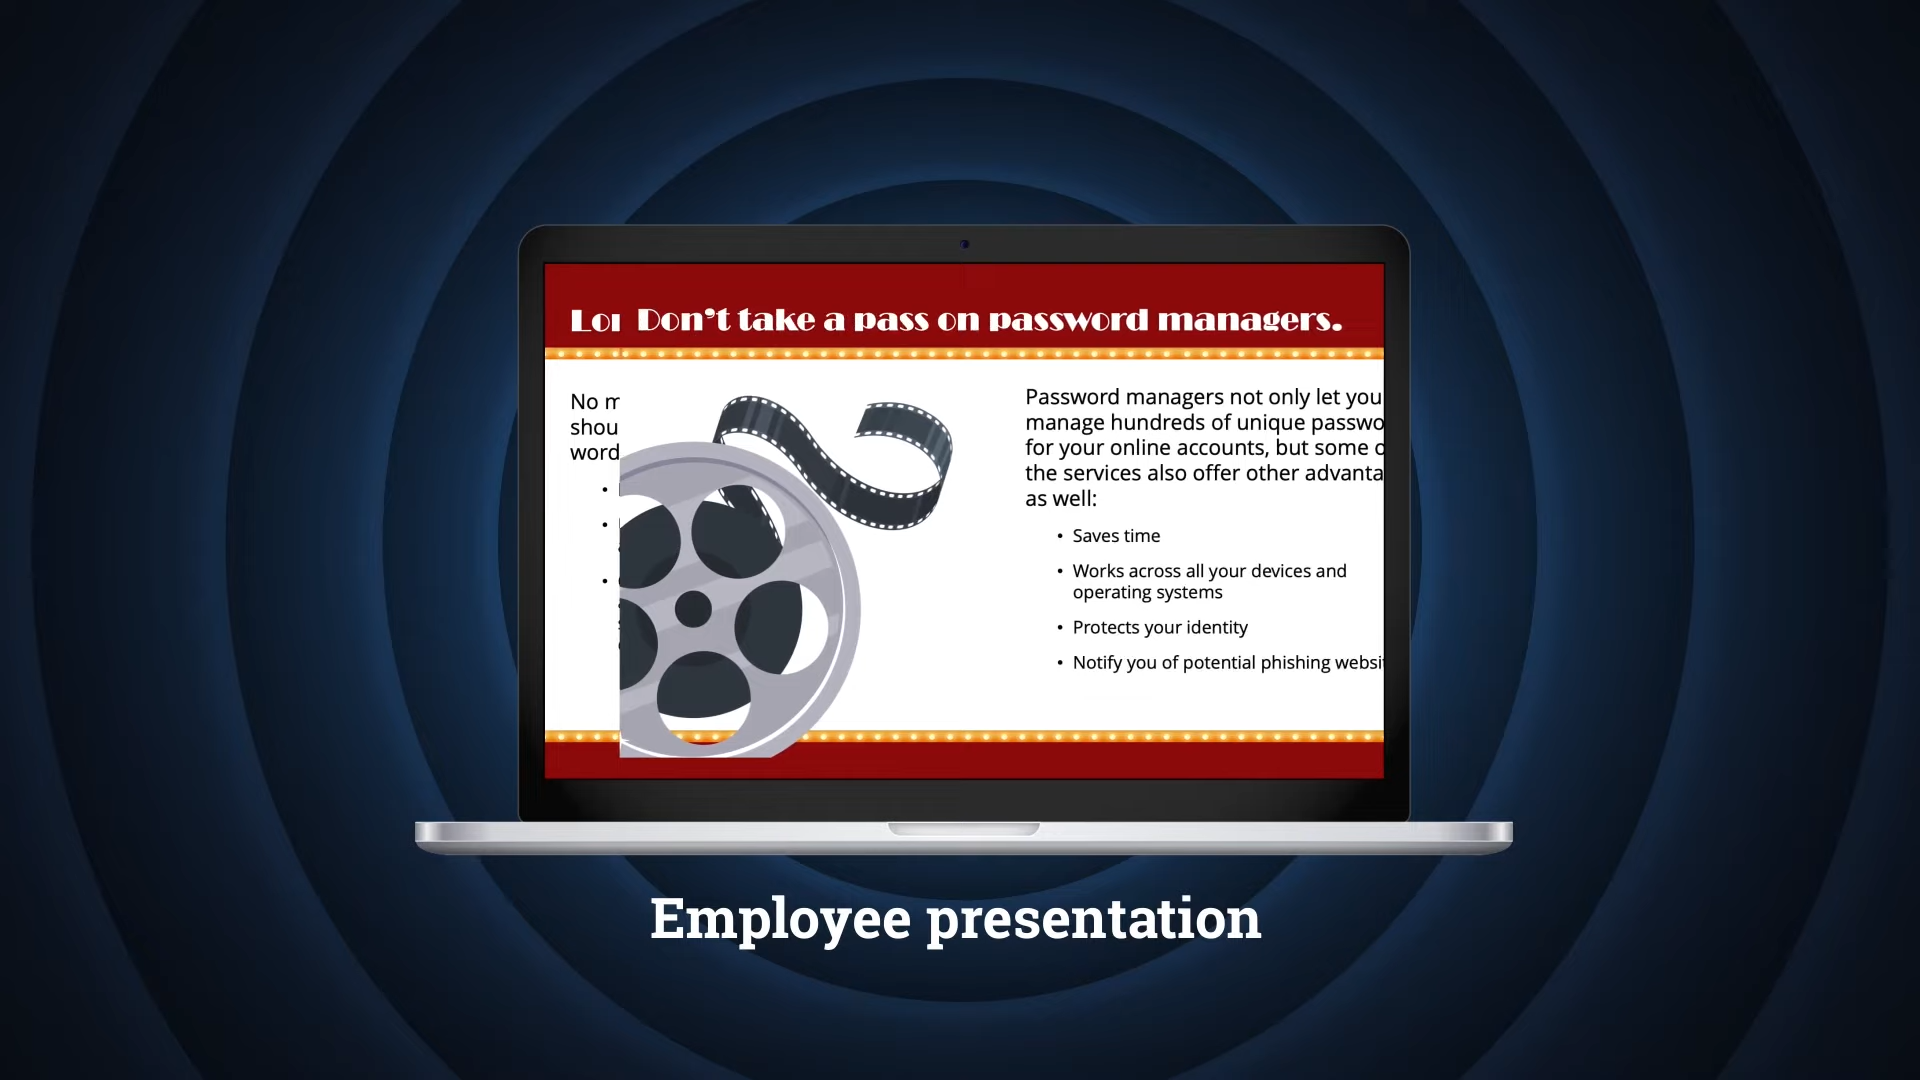 Don't take a pass on password managers.
No
shou
word
Password managers not only let you
manage hundreds of unique passwo
for your online accounts, but some
the services also offer other advanta
as well:
• Saves time
• Works across all your devices and
operating systems
• Protects your identity
• Notify you of potential phishing
Employee presentation